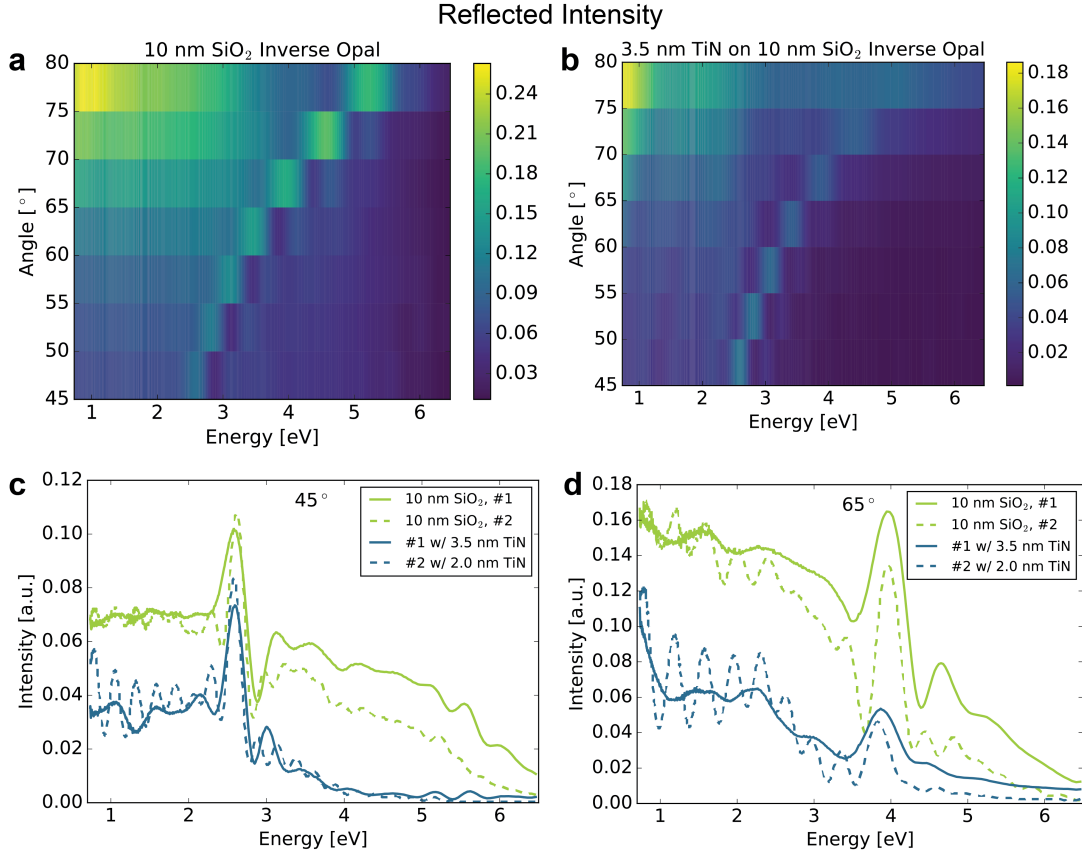 Reflected Intensity
a
10 nm SiO₂ Inverse Opal
80
75
70
65
60
55
50
45
Angle [°]
1 2 3 4 5 6
Energy [eV]
0.24
0.21
0.18
0.15
0.12
0.09
0.06
0.03
b
3.5 nm TiN on 10 nm SiO₂ Inverse Opal
80
75
70
65
60
55
50
45
Angle [°]
1 2 3 4 5 6
Energy [eV]
0.18
0.16
0.14
0.12
0.10
0.08
0.06
0.04
0.02
c
45°
10 nm SiO₂, #1
10 nm SiO₂, #2
#1 w/ 3.5 nm TiN
#2 w/ 2.0 nm TiN
0.12
0.10
0.08
0.06
0.04
0.02
0.00
Intensity [a.u.]
1 2 3 4 5 6
Energy [eV]
d
65°
10 nm SiO₂, #1
10 nm SiO₂, #2
#1 w/ 3.5 nm TiN
#2 w/ 2.0 nm TiN
0.18
0.16
0.14
0.12
0.10
0.08
0.06
0.04
0.02
0.00
Intensity [a.u.]
1 2 3 4 5 6
Energy [eV]